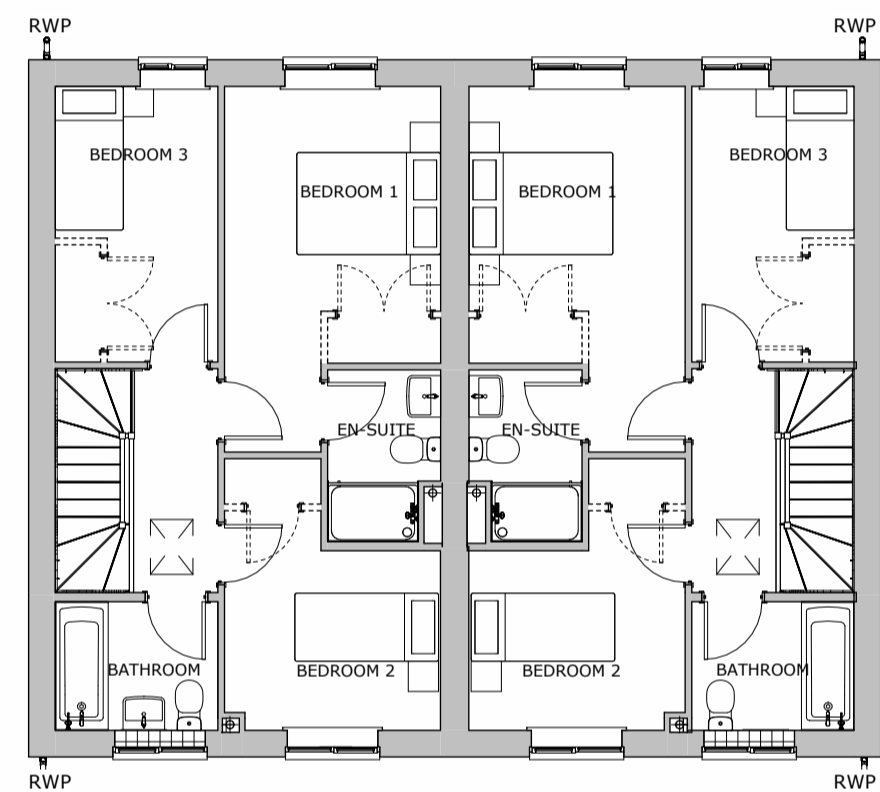 RWP
RWP
BEDROOM 3
BEDROOM 3
BEDROOM 1
BEDROOM 1
EN-SUITE
EN-SUITE
BATHROOM
BEDROOM 2
BEDROOM 2
BATHROOM
RWP
RWP